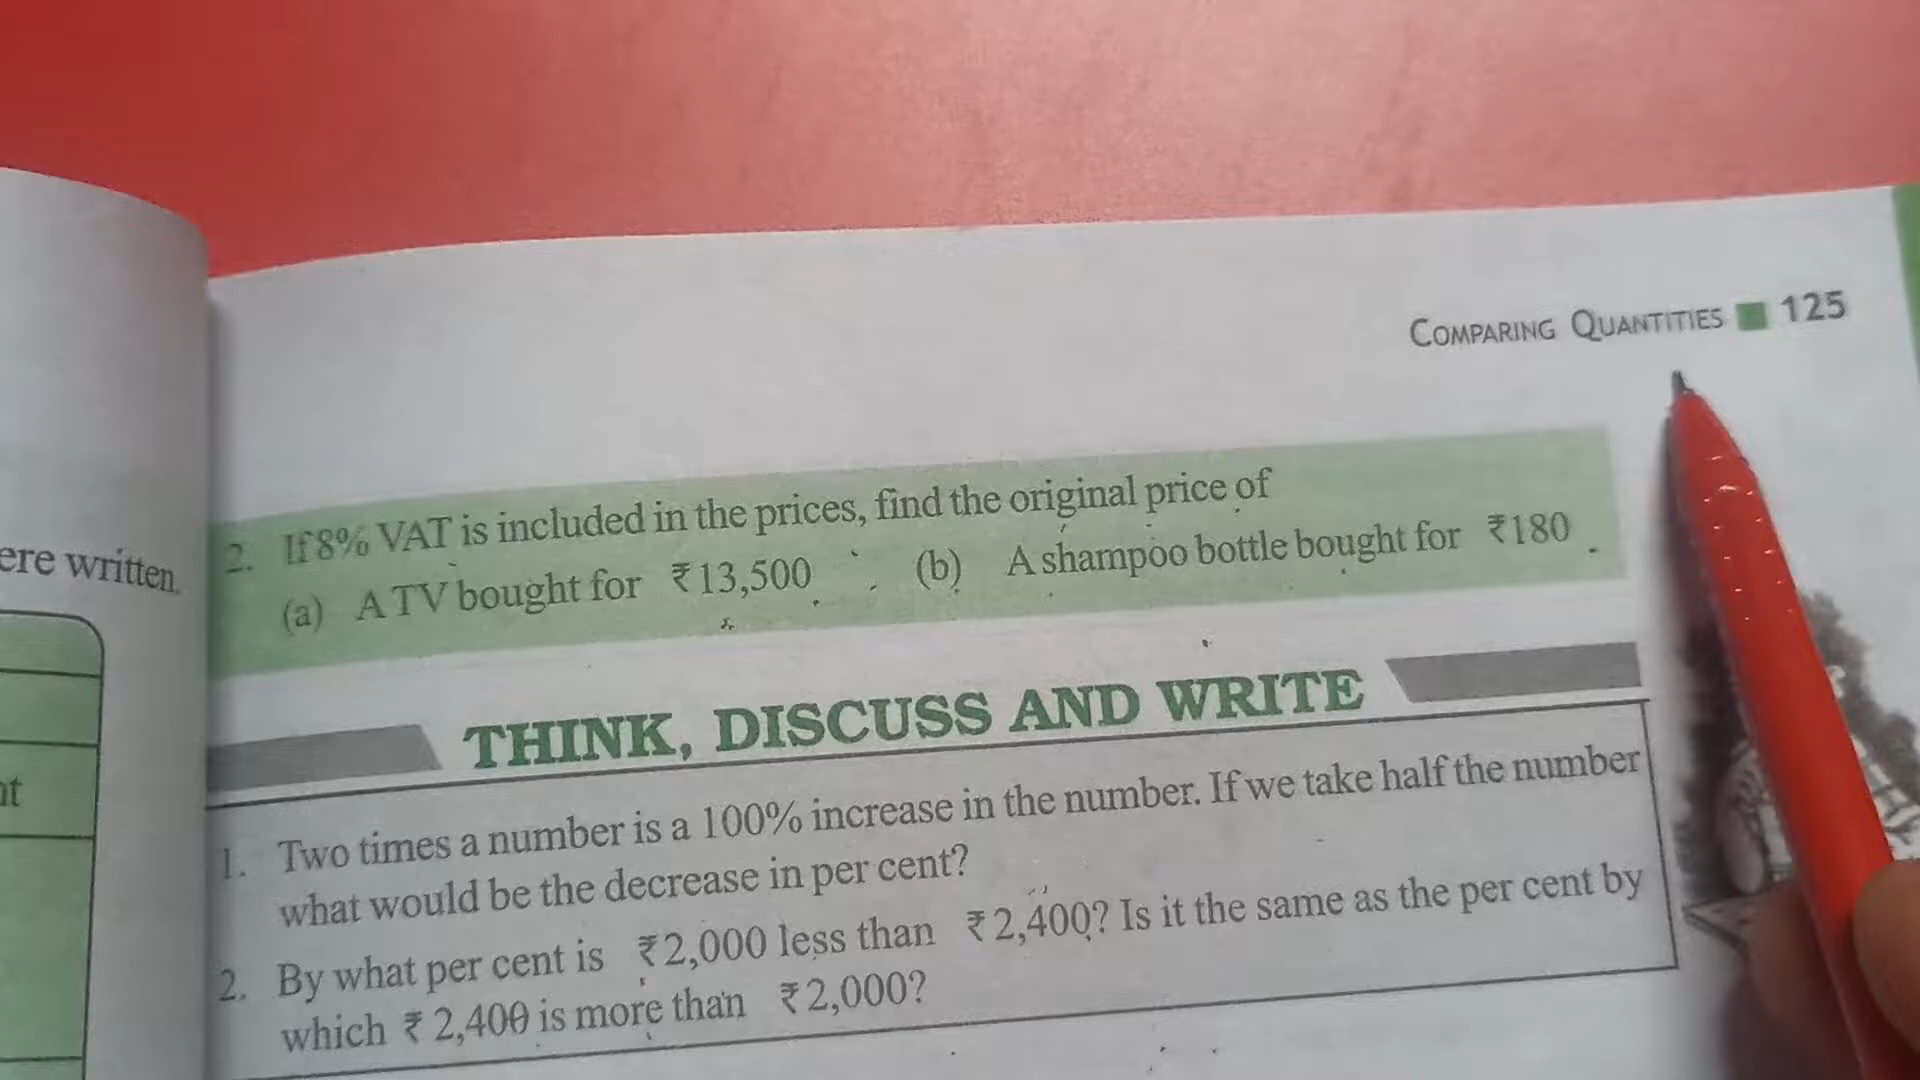 ere written.
nt
COMPARING QUANTITIES 125
2. If 8% VAT is included in the prices, find the original price of
(a) A TV bought for ₹13,500 (b) A shampoo bottle bought for ₹180
THINK, DISCUSS AND WRITE
1. Two times a number is a 100% increase in the number. If we take half the number
what would be the decrease in per cent?
2. By what per cent is ₹2,000 less than ₹2,400? Is it the same as the per cent by
which ₹2,400 is more than ₹2,000?